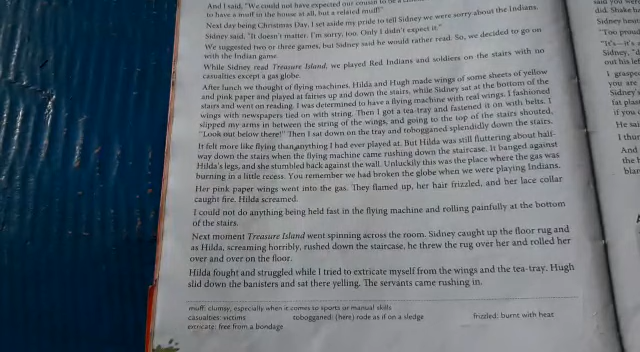 And I said, "We could not have expected our cousin to be a
to have a muff in the house at all, but a related muff!"
Next day being Christmas Day, I set aside my pride to tell Sidney we were sorry about the Indians.
Sidney said, "It doesn't matter. I'm sorry, too. Only I didn't expect it."
We suggested two or three games, but Sidney said he would rather read. So, we decided to go on
with the Indian game.
While Sidney read Treasure Island, we played Red Indians and soldiers on the stairs with no
casualties except a gas globe.
After lunch we thought of flying machines. Hilda and Hugh made wings of some sheets of yellow
and pink paper and played at fairies up and down the stairs, while Sidney sat at the bottom of the
stairs and went on reading. I was determined to have a flying machine with real wings. I fashioned
wings with newspapers tied on with string. Then I got a tea-tray and fastened it on with belts. I
slipped my arms in between the string of the wings, and going to the top of the stairs shouted,
"Look out below there!" Then I sat down on the tray and tobogganed splendidly down the stairs.
It felt more like flying than anything I had ever played at. But Hilda was still fluttering about half-
way down the stairs when the flying machine came rushing down the staircase. It banged against
Hilda's legs, and she stumbled back against the wall. Unluckily this was the place where the gas was
burning in a little recess. You remember we had broken the globe when we were playing Indians.
Her pink paper wings went into the gas. They flamed up, her hair frizzled, and her lace collar
caught fire. Hilda screamed.
I could not do anything being held fast in the flying machine and rolling painfully at the bottom
of the stairs.
Next moment Treasure Island went spinning across the room. Sidney caught up the floor rug and
as Hilda, screaming horribly, rushed down the staircase, he threw the rug over her and rolled her
over and over on the floor.
Hilda fought and struggled while I tried to extricate myself from the wings and the tea-tray. Hugh
slid down the banisters and sat there yelling. The servants came rushing in.
muff: clumsy, especially when it comes to sports or manual skills
casualties: victims tobogganed: (here) rode as if on a sledge frizzled: burnt with heat
extricate: free from a bondage
did. Shake ha
Sidney
"Too proud
"It's—it's
Sidney, "d
out his lef
I grasp
you are
Sidney's
fat pla
if you
He sai
I thu
And
the b
blan